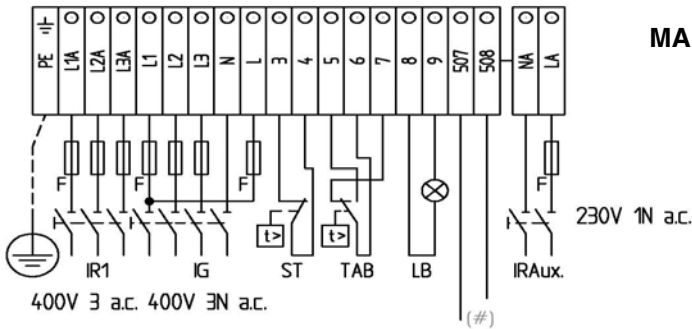 MA
PE L1A L2A L3A L1 L2 L3 N L 3 4 5 6 7 8 9 507 508 NA LA
F F F F
t> t>
230V 1N a.c.
IR1 IG ST TAB LB IRAux.
400V 3 a.c. 400V 3N a.c.
(#)